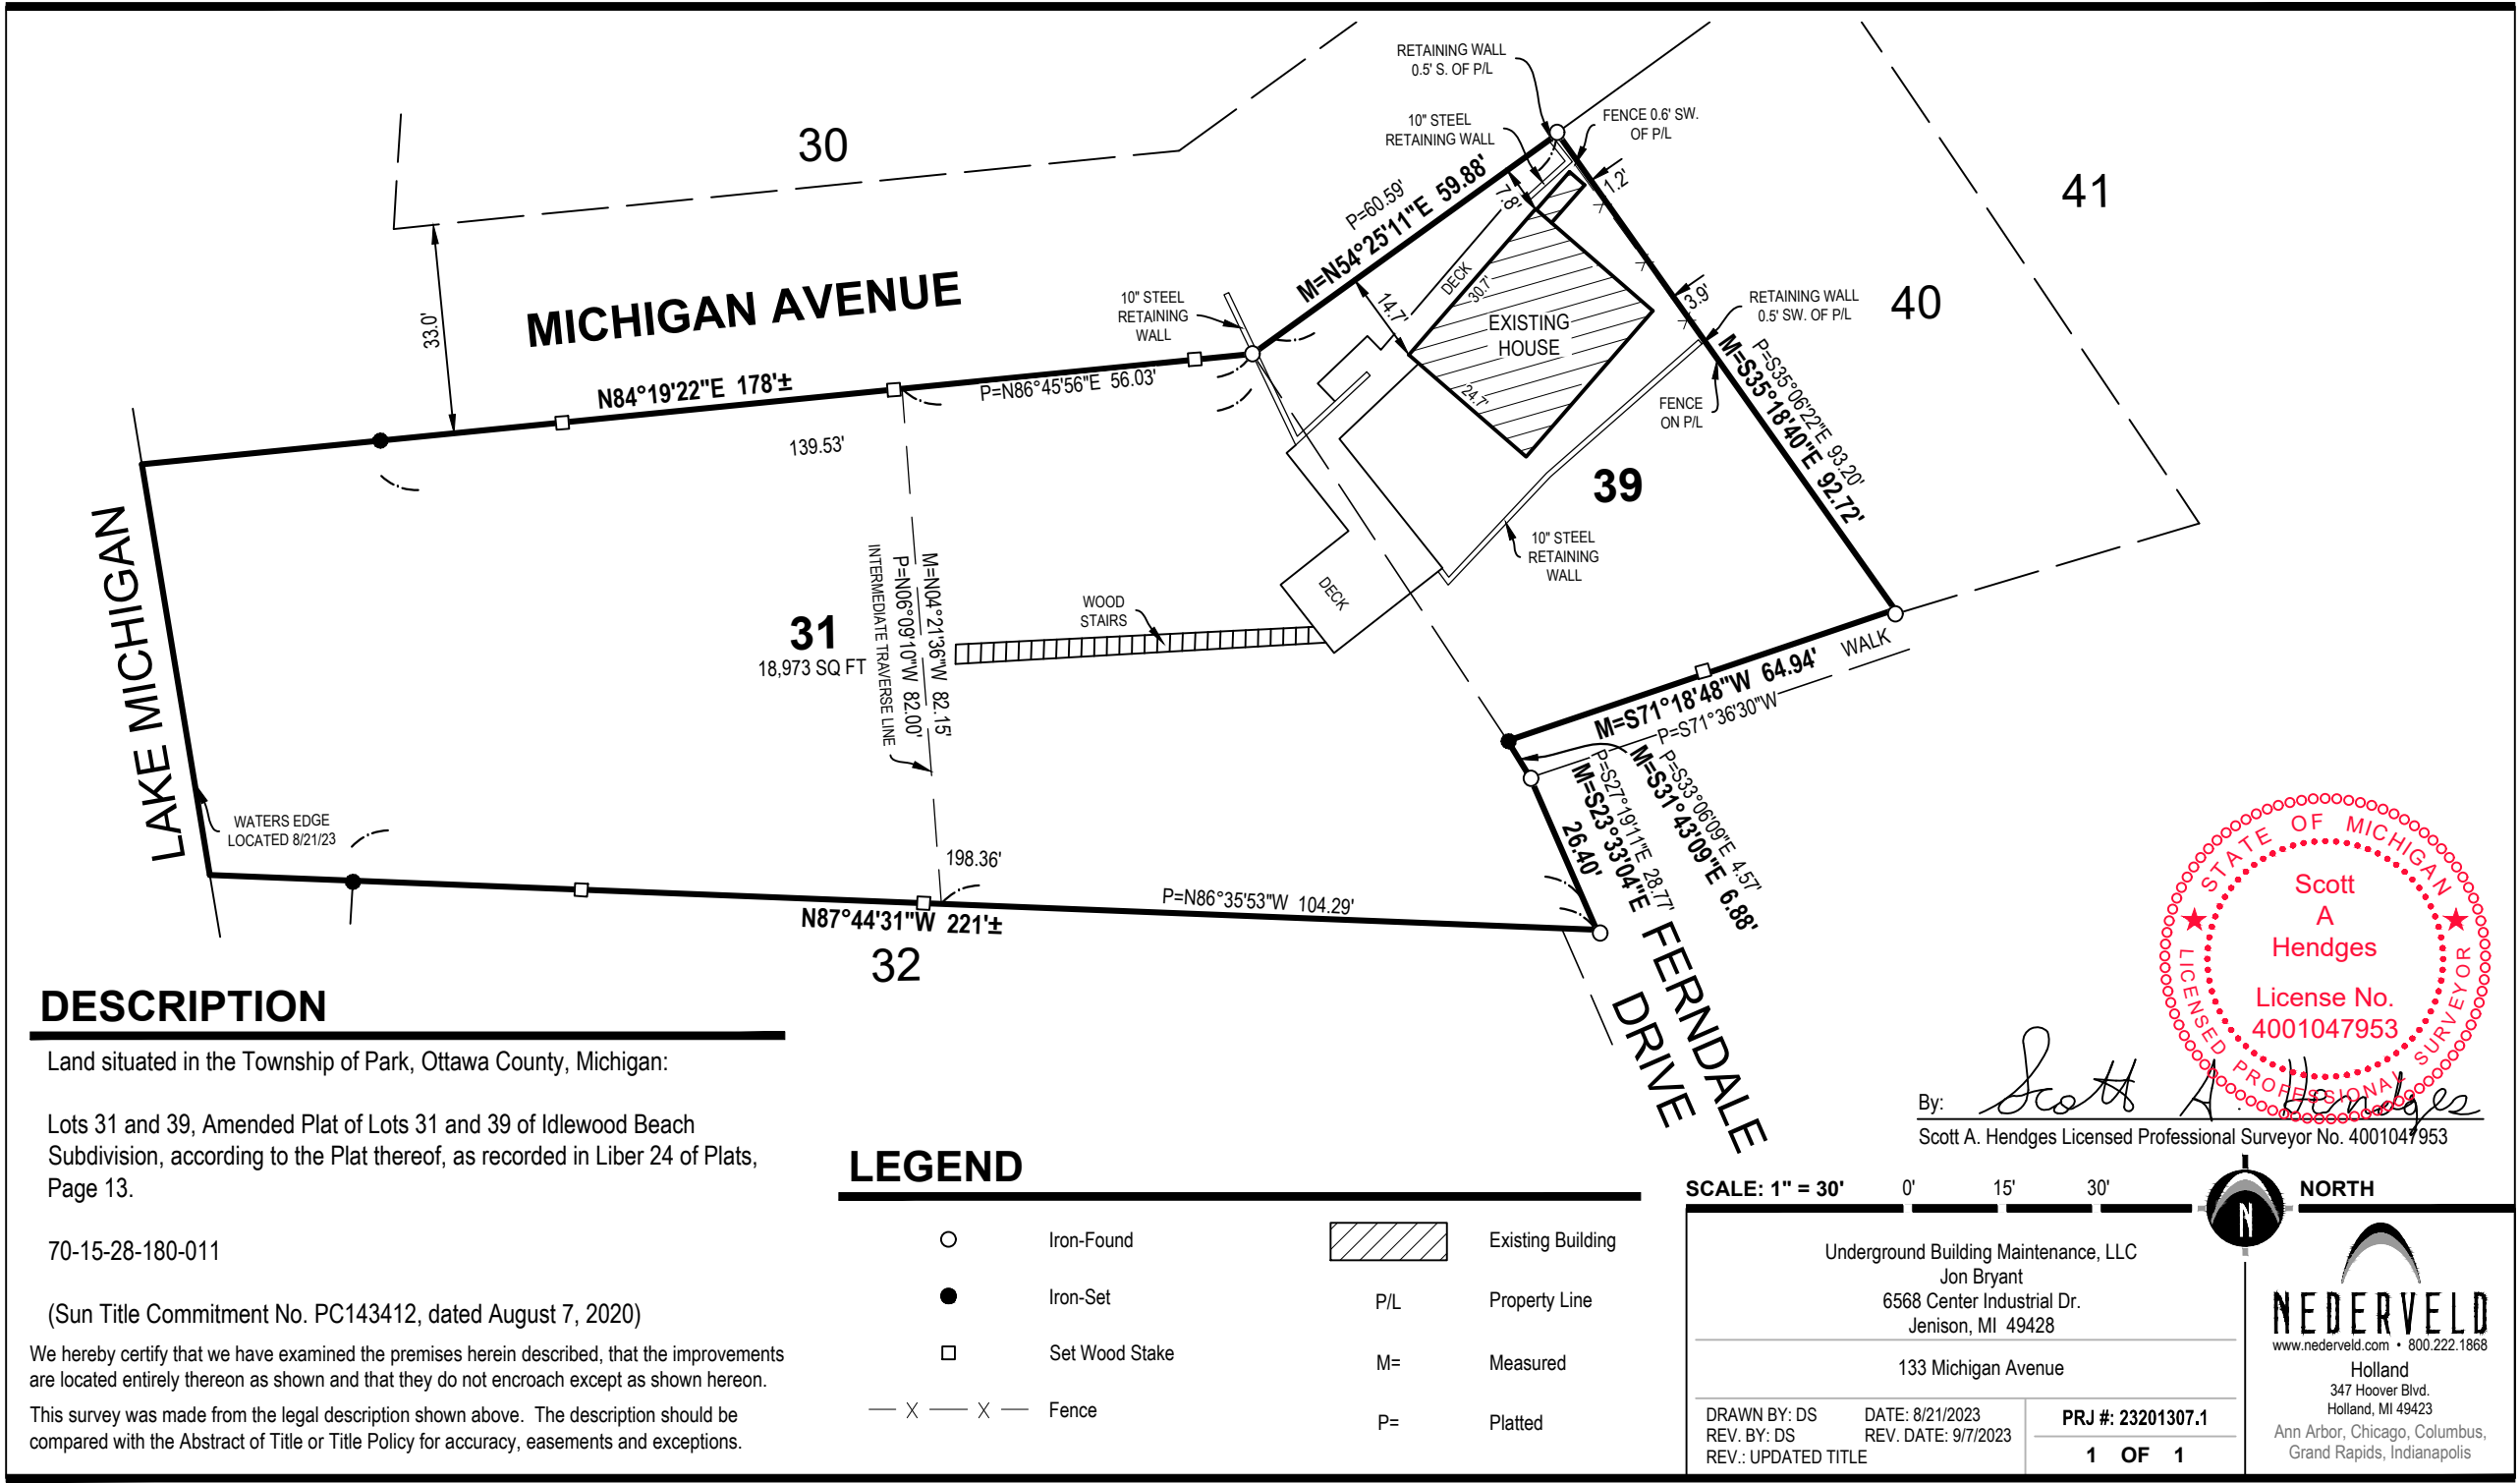 RETAINING WALL
0.5' S. OF P/L
10" STEEL
RETAINING WALL
FENCE 0.6' SW.
OF P/L
30
41
1.2'
7.8'
P=60.59'
M=N54°25'11"E 59.88'
33.0'
MICHIGAN AVENUE
10" STEEL
RETAINING
WALL
14.7'
DECK
30.7'
EXISTING
HOUSE
24.7'
3.9'
RETAINING WALL
0.5' SW. OF P/L
40
N84°19'22"E 178'±
P=N86°45'56"E 56.03'
139.53'
FENCE
ON P/L
P=S35°06'22"E 93.20'
M=S35°18'40"E 92.72'
39
10" STEEL
RETAINING
WALL
LAKE MICHIGAN
M=N04°21'36"W 82.15'
P=N06°09'10"W 82.00'
INTERMEDIATE TRAVERSE LINE
WOOD
STAIRS
DECK
31
18,973 SQ FT
WALK
M=S71°18'48"W 64.94'
P=S71°36'30"W
P=S33°06'09"E 4.57'
M=S31°43'09"E 6.88'
P=S27°19'11"E 28.77'
M=S23°33'04"E
26.40'
WATERS EDGE
LOCATED 8/21/23
198.36'
P=N86°35'53"W 104.29'
N87°44'31"W 221'±
32
FERNDALE
DRIVE
STATE OF MICHIGAN
Scott
A
Hendges
License No.
4001047953
LICENSED PROFESSIONAL SURVEYOR
DESCRIPTION
Land situated in the Township of Park, Ottawa County, Michigan:
Lots 31 and 39, Amended Plat of Lots 31 and 39 of Idlewood Beach
Subdivision, according to the Plat thereof, as recorded in Liber 24 of Plats,
Page 13.
70-15-28-180-011
(Sun Title Commitment No. PC143412, dated August 7, 2020)
We hereby certify that we have examined the premises herein described, that the improvements
are located entirely thereon as shown and that they do not encroach except as shown hereon.
This survey was made from the legal description shown above. The description should be
compared with the Abstract of Title or Title Policy for accuracy, easements and exceptions.
LEGEND
Iron-Found
Existing Building
Iron-Set
P/L Property Line
Set Wood Stake
M= Measured
X X Fence
P= Platted
By: Scott A. Hendges
Scott A. Hendges Licensed Professional Surveyor No. 4001047953
SCALE: 1" = 30' 0' 15' 30'
N
NORTH
Underground Building Maintenance, LLC
Jon Bryant
6568 Center Industrial Dr.
Jenison, MI 49428
133 Michigan Avenue
DRAWN BY: DS DATE: 8/21/2023
REV. BY: DS REV. DATE: 9/7/2023
REV.: UPDATED TITLE
PRJ #: 23201307.1
1 OF 1
NEDERVELD
www.nederveld.com • 800.222.1868
Holland
347 Hoover Blvd.
Holland, MI 49423
Ann Arbor, Chicago, Columbus,
Grand Rapids, Indianapolis